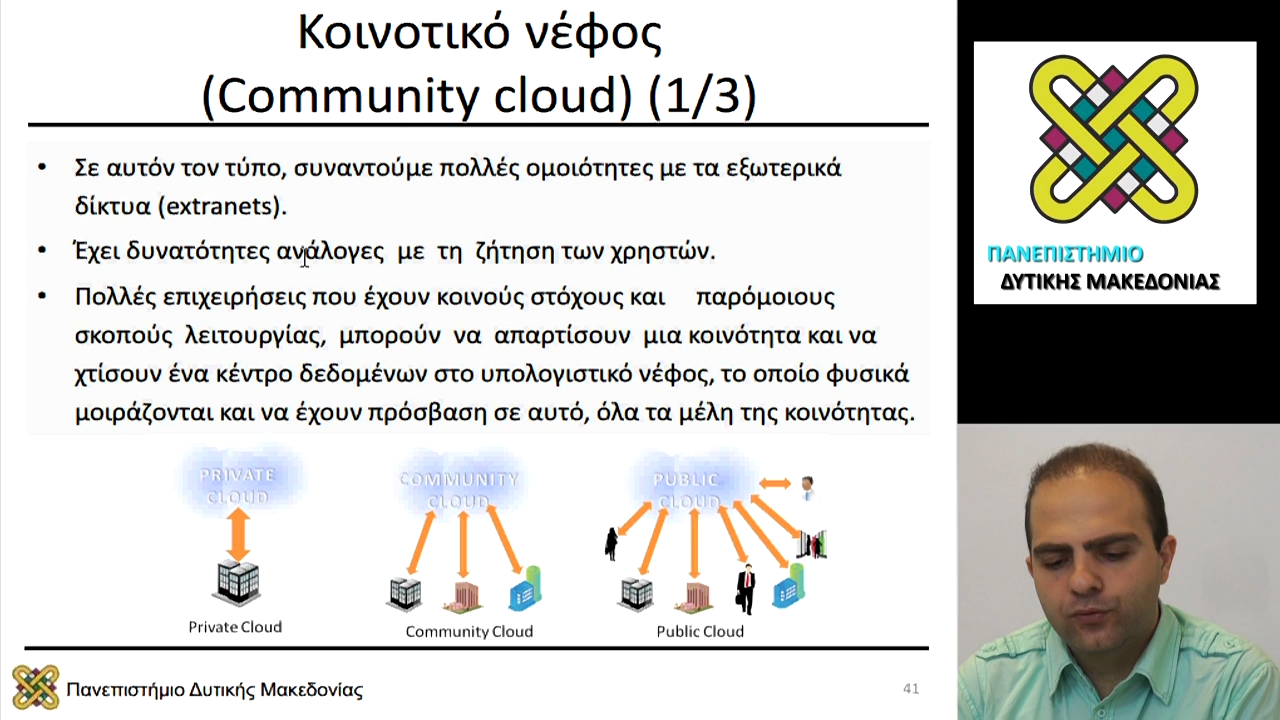 Κοινοτικό νέφος
(Community cloud) (1/3)
• Σε αυτόν τον τύπο, συναντούμε πολλές ομοιότητες με τα εξωτερικά
δίκτυα (extranets).
• Έχει δυνατότητες ανάλογες με τη ζήτηση των χρηστών.
• Πολλές επιχειρήσεις που έχουν κοινούς στόχους και παρόμοιους
σκοπούς λειτουργίας, μπορούν να απαρτίσουν μια κοινότητα και να
χτίσουν ένα κέντρο δεδομένων στο υπολογιστικό νέφος, το οποίο φυσικά
μοιράζονται και να έχουν πρόσβαση σε αυτό, όλα τα μέλη της κοινότητας.
PRIVATE
CLOUD
COMMUNITY
CLOUD
PUBLIC
CLOUD
Private Cloud
Community Cloud
Public Cloud
Πανεπιστήμιο Δυτικής Μακεδονίας
41
ΠΑΝΕΠΙΣΤΗΜΙΟ
ΔΥΤΙΚΗΣ ΜΑΚΕΔΟΝΙΑΣ